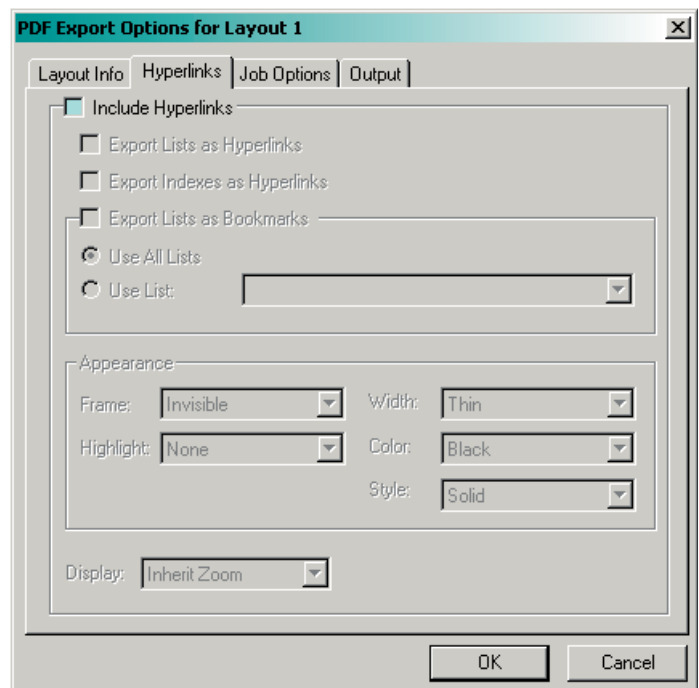 PDF Export Options for Layout 1
Layout Info Hyperlinks Job Options Output
Include Hyperlinks
Export Lists as Hyperlinks
Export Indexes as Hyperlinks
Export Lists as Bookmarks
Use All Lists
Use List:
Appearance
Frame: Invisible Width: Thin
Highlight: None Color: Black
Style: Solid
Display: Inherit Zoom
OK Cancel